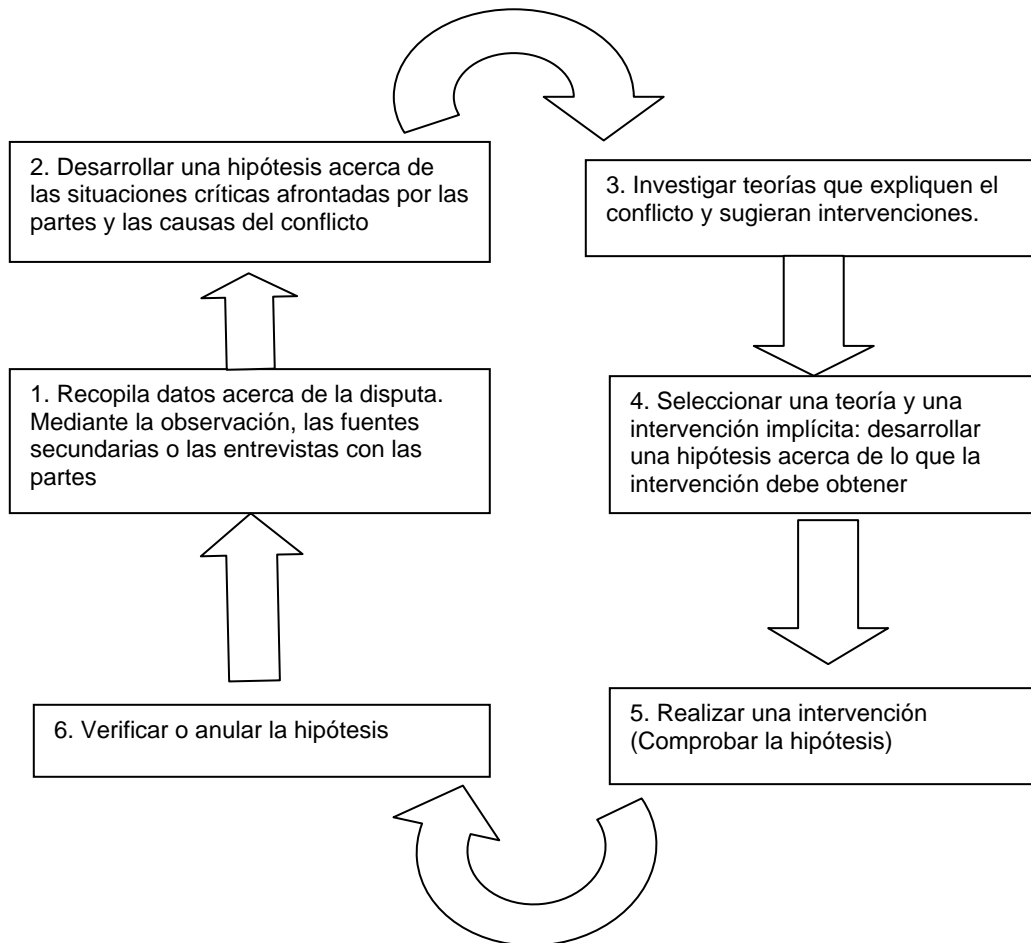 2. Desarrollar una hipótesis acerca de
las situaciones críticas afrontadas por las
partes y las causas del conflicto
3. Investigar teorías que expliquen el
conflicto y sugieran intervenciones.
1. Recopila datos acerca de la disputa.
Mediante la observación, las fuentes
secundarias o las entrevistas con las
partes
4. Seleccionar una teoría y una
intervención implícita: desarrollar
una hipótesis acerca de lo que la
intervención debe obtener
6. Verificar o anular la hipótesis
5. Realizar una intervención
(Comprobar la hipótesis)